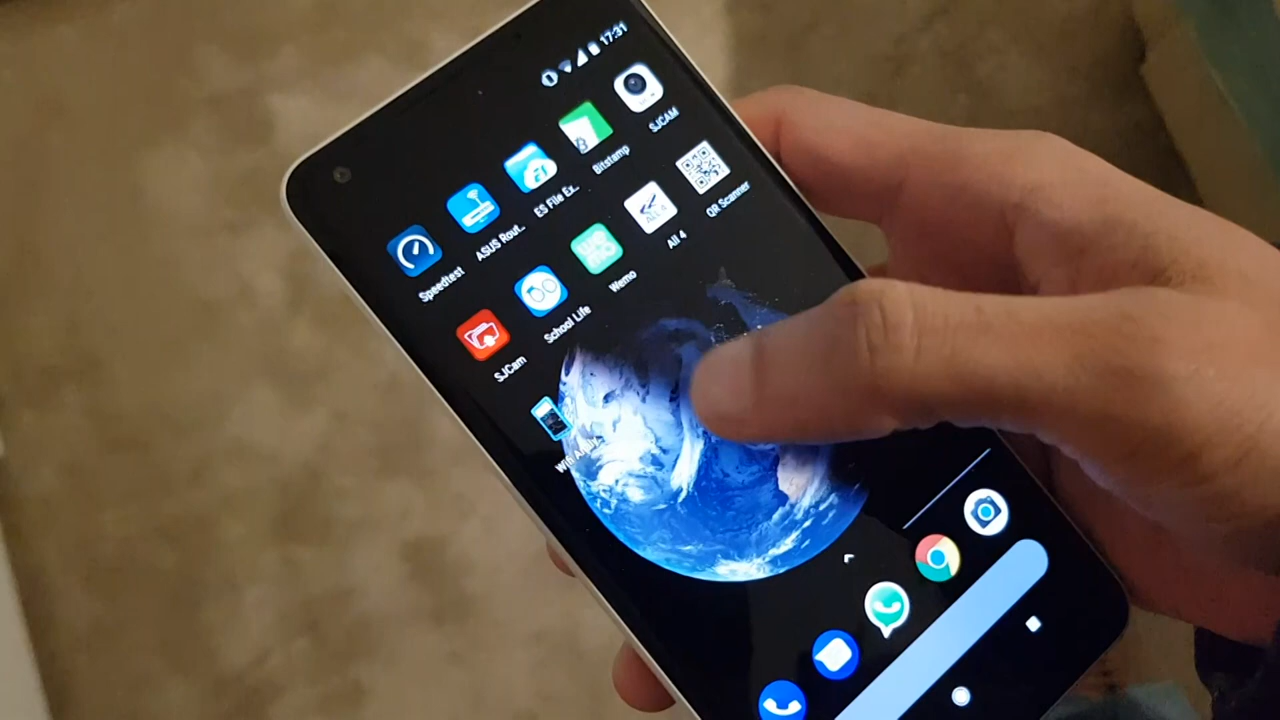 17:31
Speedtest
ASUS Rout..
ES File Ex..
Bitstamp
SJCAM
SJCam
School Life
Wemo
All 4
QR Scanner